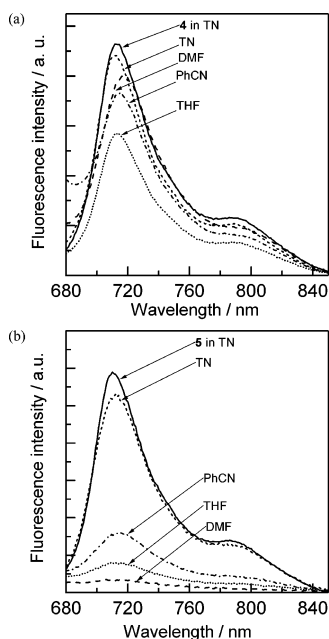 (a)
4 in TN
TN
DMF
PhCN
THF
Fluorescence intensity / a. u.
680 720 760 800 840
Wavelength / nm
(b)
5 in TN
TN
PhCN
THF
DMF
Fluorescence intensity / a.u.
680 720 760 800 840
Wavelength / nm